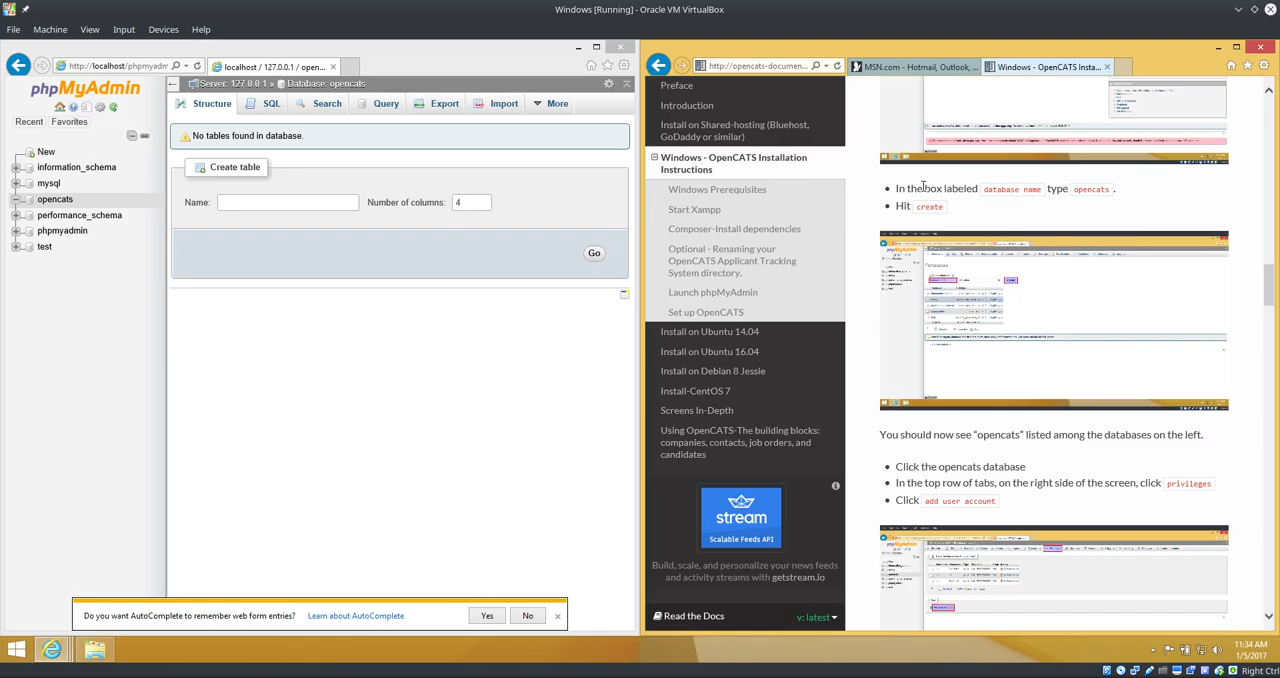 Windows [Running] - Oracle VM VirtualBox
File Machine View Input Devices Help
http://localhost/phpmyadm
localhost / 127.0.0.1 / open...
http://opencats-documen...
MSN.com - Hotmail, Outlook, ...
Windows - OpenCATS Insta...
phpMyAdmin
Recent Favorites
New
information_schema
mysql
opencats
performance_schema
phpmyadmin
test
Server: 127.0.0.1 » Database: opencats
Structure SQL Search Query Export Import More
No tables found in database.
Create table
Name: Number of columns: 4
Go
Do you want AutoComplete to remember web form entries? Learn about AutoComplete Yes No
Preface
Introduction
Install on Shared-hosting (Bluehost,
GoDaddy or similar)
Windows - OpenCATS Installation
Instructions
Windows Prerequisites
Start Xampp
Composer-Install dependencies
Optional - Renaming your
OpenCATS Applicant Tracking
System directory.
Launch phpMyAdmin
Set up OpenCATS
Install on Ubuntu 14.04
Install on Ubuntu 16.04
Install on Debian 8 Jessie
Install-CentOS 7
Screens In-Depth
Using OpenCATS-The building blocks:
companies, contacts, job orders, and
candidates
stream
Scalable Feeds API
Build, scale, and personalize your news feeds
and activity streams with getstream.io
Read the Docs v: latest
In the box labeled database name type opencats.
Hit create
You should now see “opencats” listed among the databases on the left.
Click the opencats database
In the top row of tabs, on the right side of the screen, click privileges
Click add user account
11:34 AM
1/5/2017
Right Ctrl